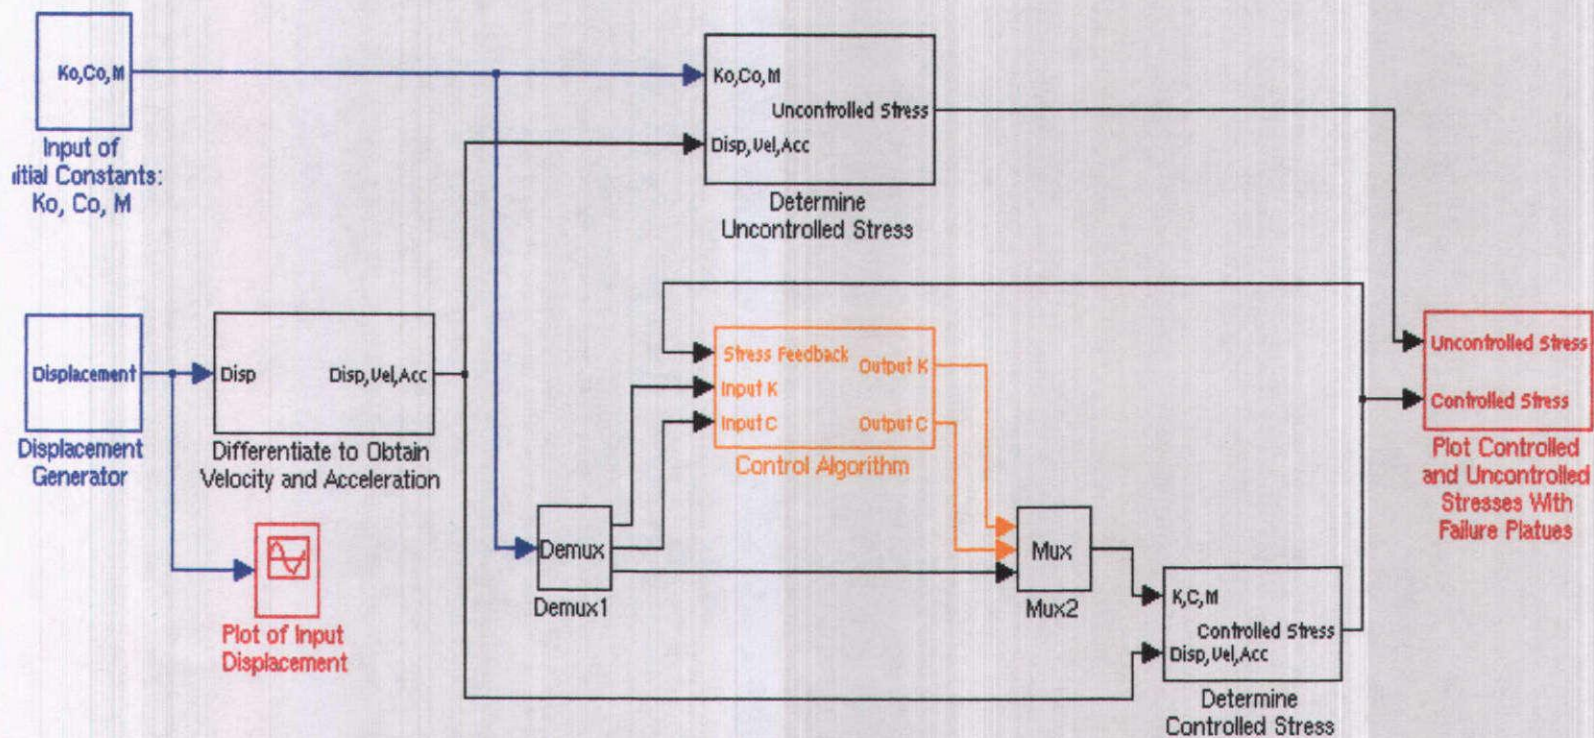 Ko,Co,M
Input of
itial Constants:
Ko, Co, M
Ko,Co,M
Uncontrolled Stress
Disp,Vel,Acc
Determine
Uncontrolled Stress
Displacement
Displacement
Generator
Disp
Disp,Vel,Acc
Differentiate to Obtain
Velocity and Acceleration
Plot of Input
Displacement
Stress Feedback
Output K
Input K
Input C
Output C
Control Algorithm
Demux
Demux1
Mux
Mux2
K,C,M
Controlled Stress
Disp,Vel,Acc
Determine
Controlled Stress
Uncontrolled Stress
Controlled Stress
Plot Controlled
and Uncontrolled
Stresses With
Failure Platues